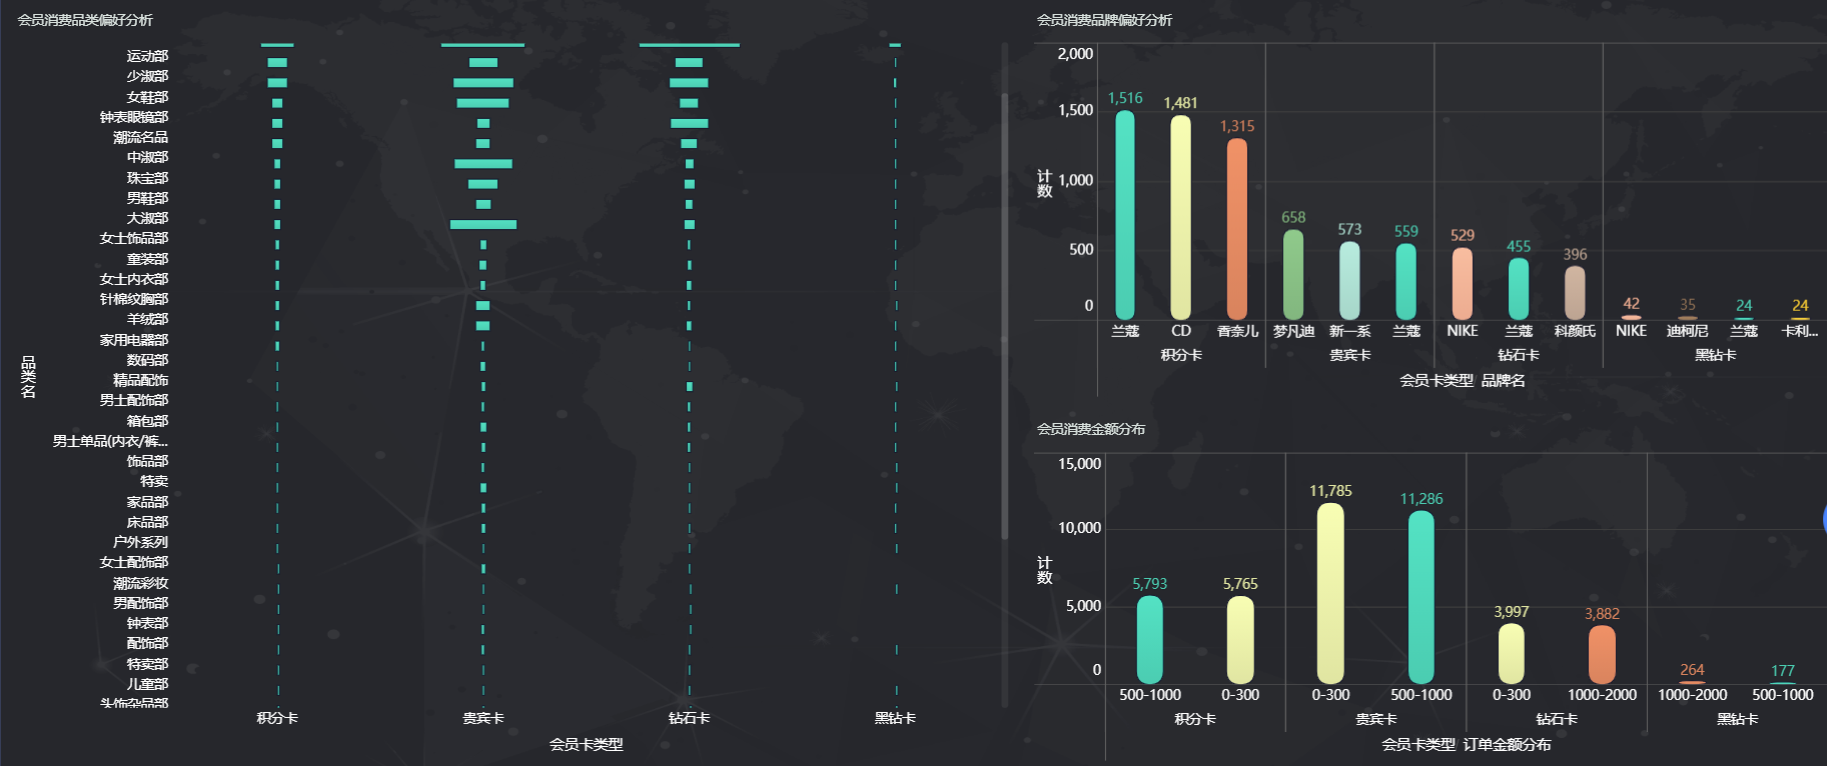 会员消费品类偏好分析
运动部
少淑部
女鞋部
钟表眼镜部
潮流名品
中淑部
珠宝部
男鞋部
大淑部
女士饰品部
童装部
女士内衣部
针棉纹胸部
羊绒部
家用电器部
数码部
精品配饰
男士配饰部
箱包部
男士单品(内衣/裤...
饰品部
特卖
家品部
床品部
户外系列
女士配饰部
潮流彩妆
男配饰部
钟表部
配饰部
特卖部
儿童部
头饰杂品部
品类名
积分卡 贵宾卡 钻石卡 黑钻卡
会员卡类型
会员消费品牌偏好分析
2,000
1,500
1,000
500
0
计数
1,516 1,481 1,315 658 573 559 529 455 396 42 35 24 24
兰蔻 CD 香奈儿 梦凡迪 新一系 兰蔻 NIKE 兰蔻 科颜氏 NIKE 迪柯尼 兰蔻 卡利...
积分卡 贵宾卡 钻石卡 黑钻卡
会员卡类型 品牌名
会员消费金额分布
15,000
10,000
5,000
0
计数
5,793 5,765 11,785 11,286 3,997 3,882 264 177
500-1000 0-300 0-300 500-1000 0-300 1000-2000 1000-2000 500-1000
积分卡 贵宾卡 钻石卡 黑钻卡
会员卡类型 订单金额分布